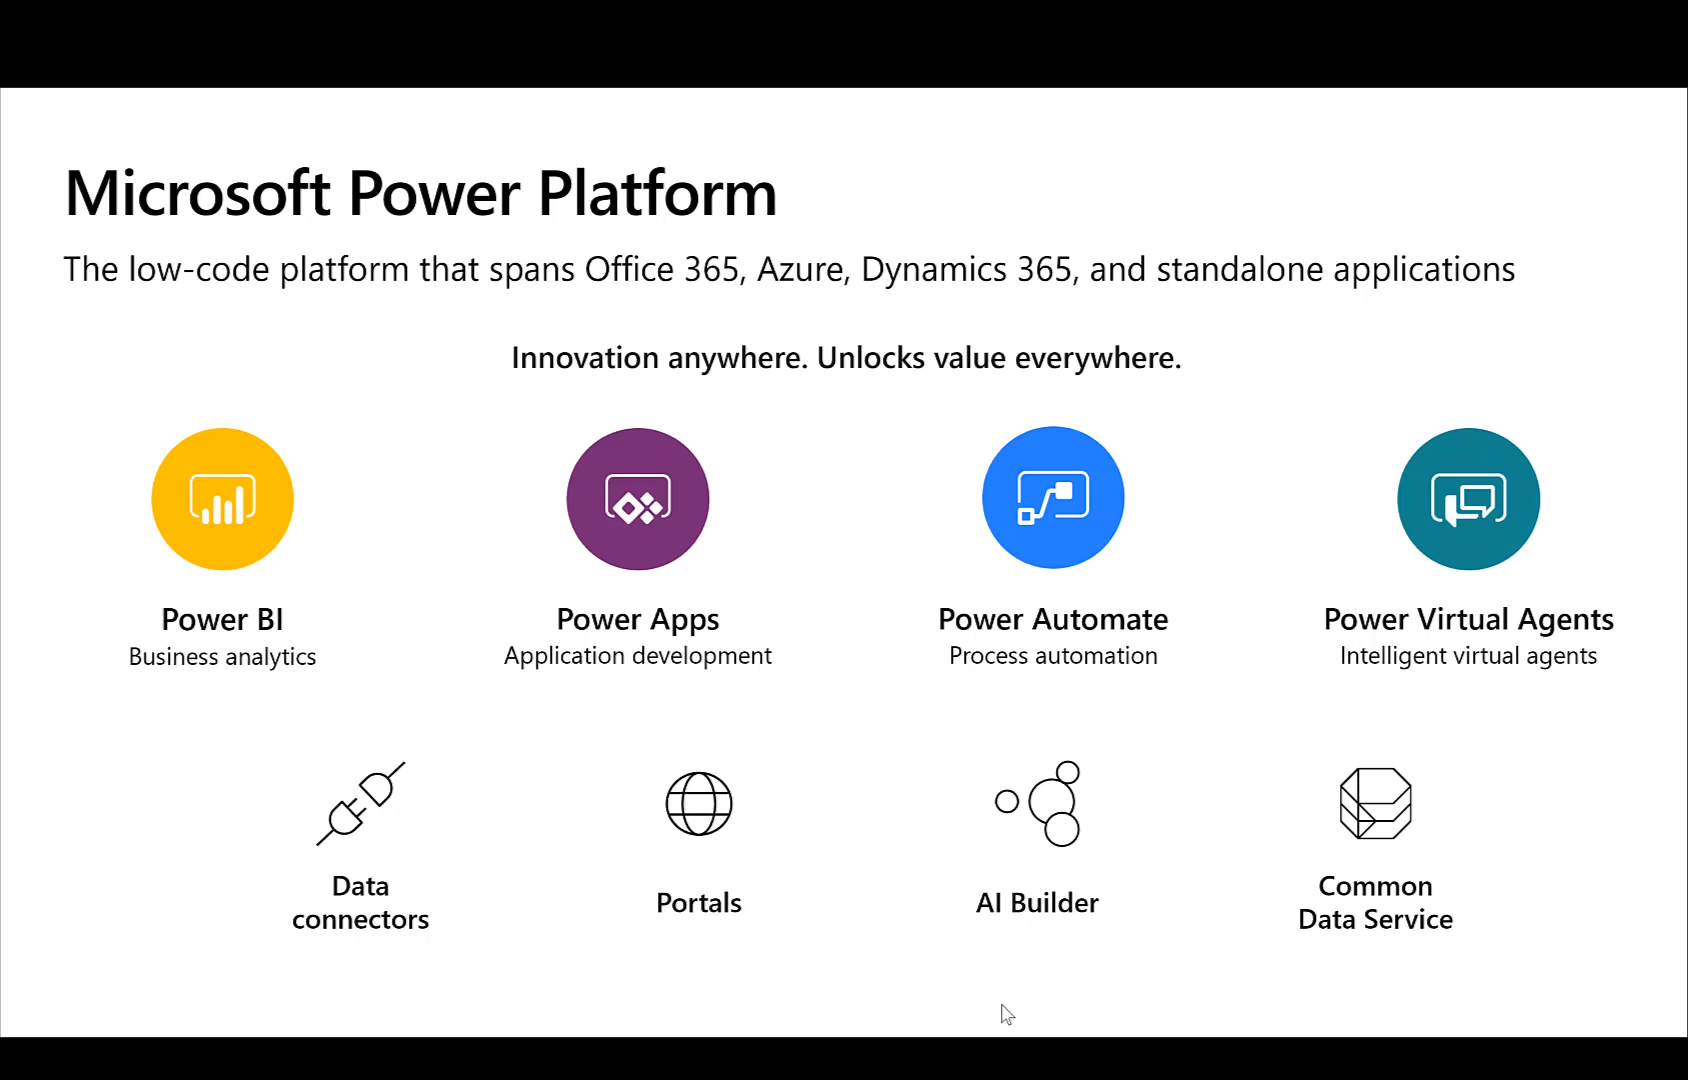 Microsoft Power Platform
The low-code platform that spans Office 365, Azure, Dynamics 365, and standalone applications
Innovation anywhere. Unlocks value everywhere.
Power BI
Business analytics
Power Apps
Application development
Power Automate
Process automation
Power Virtual Agents
Intelligent virtual agents
Data
connectors
Portals
AI Builder
Common
Data Service